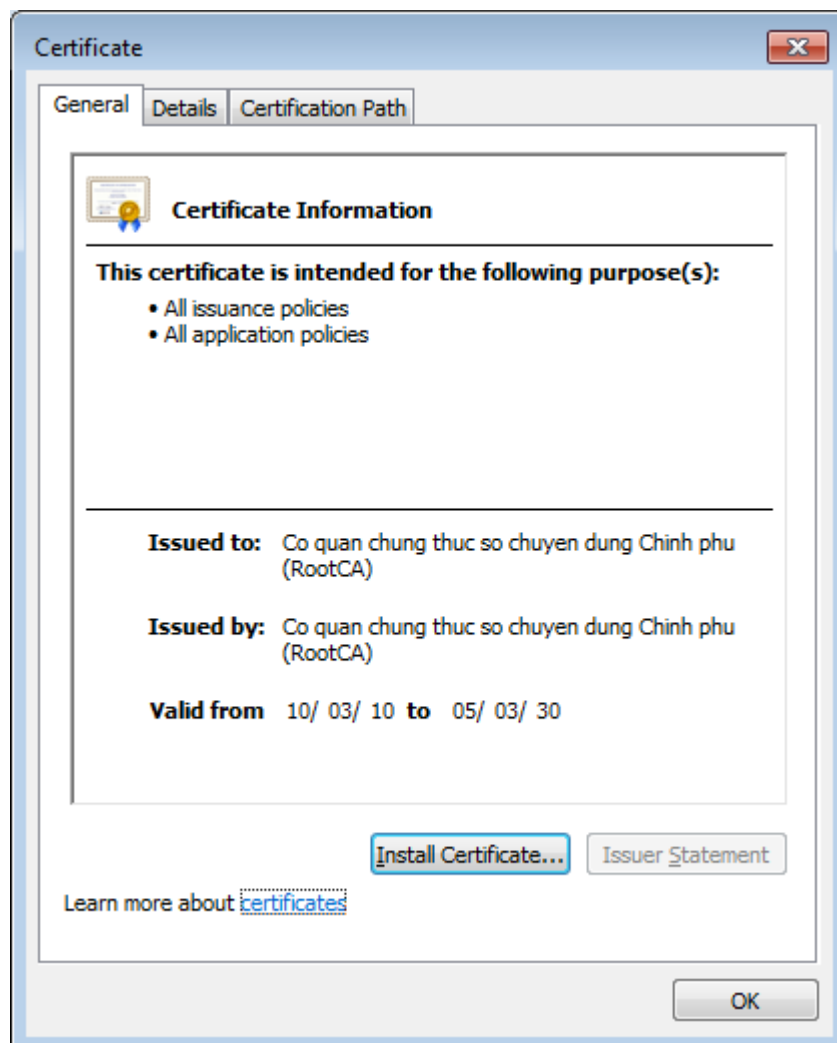 Certificate
General Details Certification Path
Certificate Information
This certificate is intended for the following purpose(s):
• All issuance policies
• All application policies
Issued to: Co quan chung thuc so chuyen dung Chinh phu
(RootCA)
Issued by: Co quan chung thuc so chuyen dung Chinh phu
(RootCA)
Valid from 10/ 03/ 10 to 05/ 03/ 30
Install Certificate... Issuer Statement
Learn more about certificates
OK